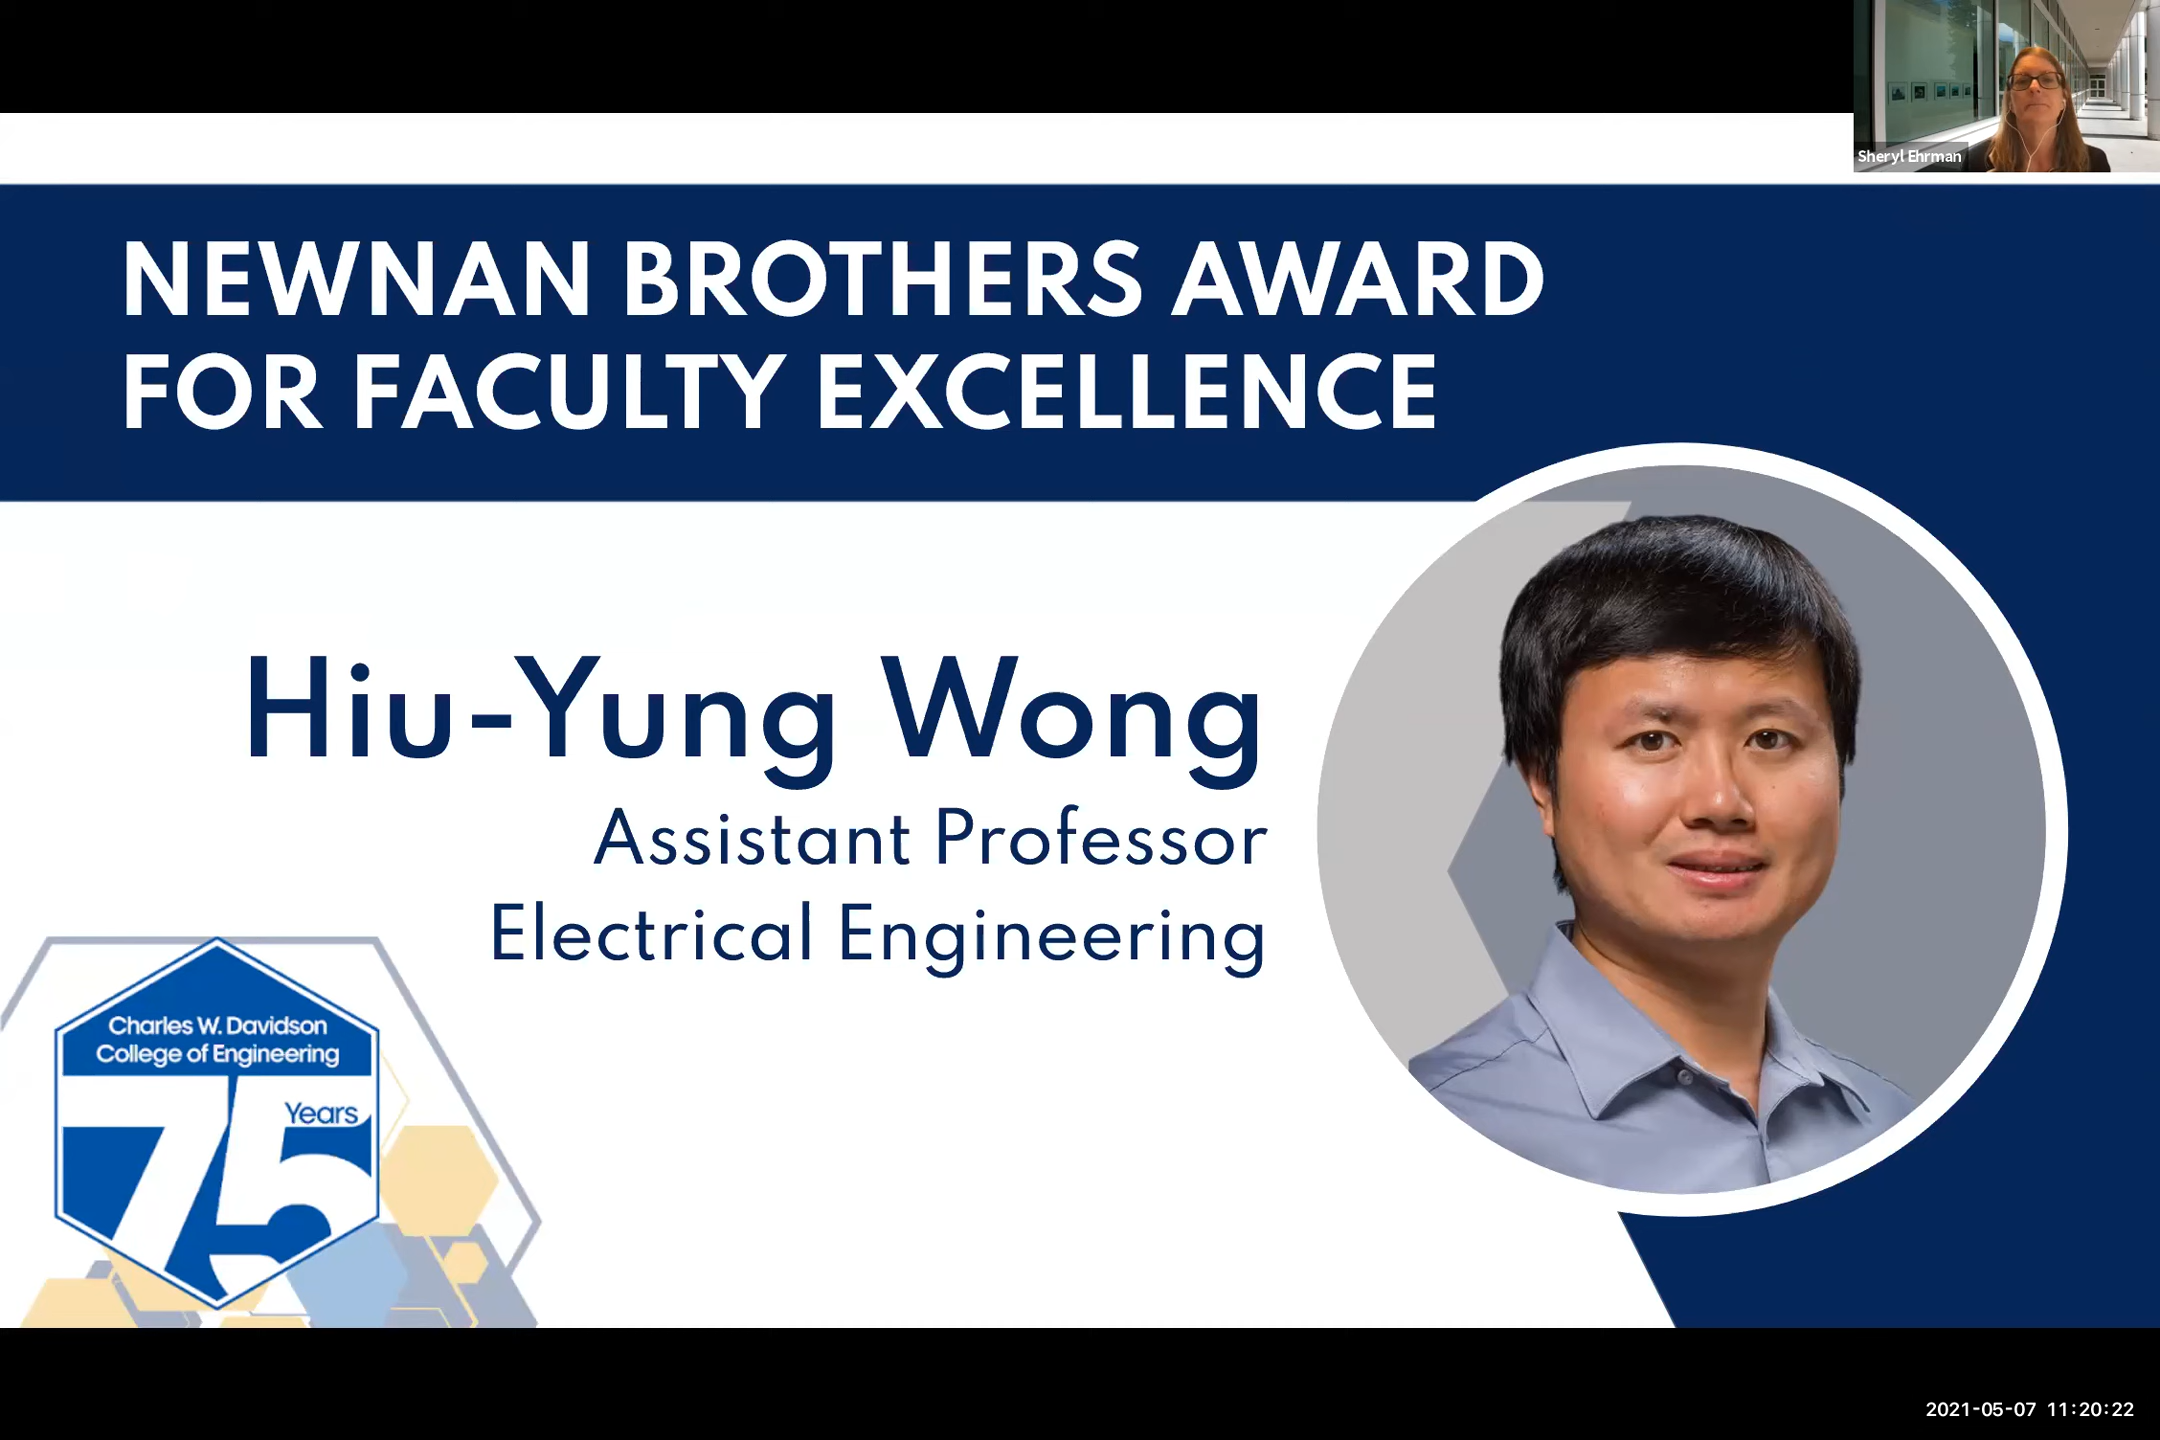 Sheryl Ehrman
NEWNAN BROTHERS AWARD
FOR FACULTY EXCELLENCE
Hiu-Yung Wong
Assistant Professor
Electrical Engineering
Charles W. Davidson
College of Engineering
75
Years
2021-05-07 11:20:22